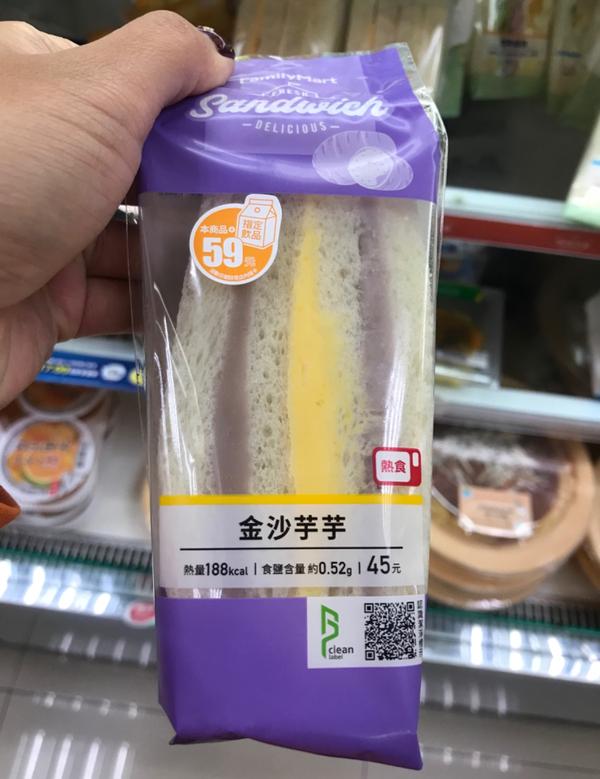 FamilyMart
FRESH
Sandwich
DELICIOUS
本商品+
指定
飲品
59元
熱食
金沙芋芋
熱量188kcal | 食鹽含量 約0.52g | 45元
clean
label